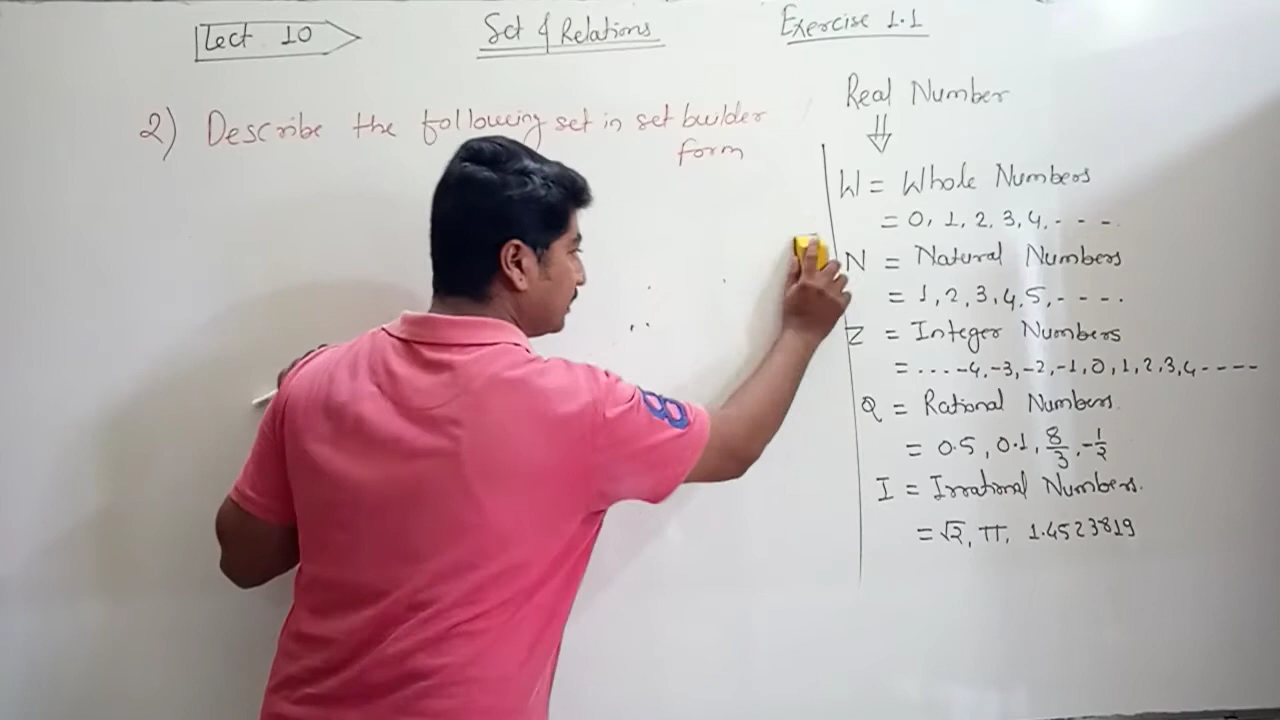 Lect 10
Set & Relations
Exercise 1.1
2) Describe the following set in set builder
form
Real Number
⇓
W = Whole Numbers
= 0, 1, 2, 3, 4, - - -.
N = Natural Numbers
= 1, 2, 3, 4, 5, - - - -.
Z = Integer Numbers
= .... -4, -3, -2, -1, 0, 1, 2, 3, 4 - - - -
Q = Rational Numbers.
= 0.5, 0.1, 8/3, -1/2
I = Irrational Numbers.
= √2, π, 1.4523819
8